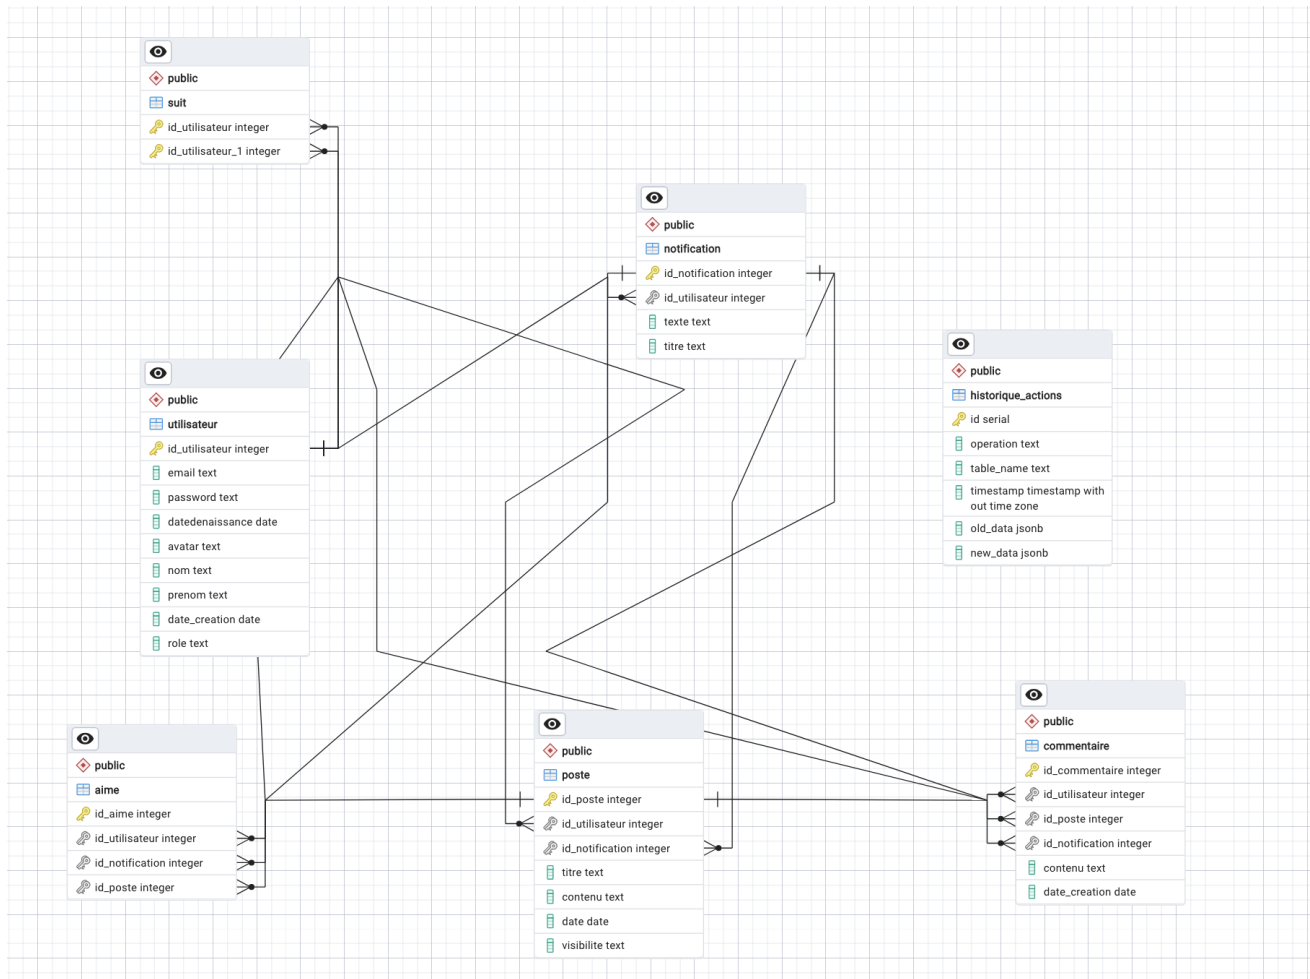 public
suit
id_utilisateur integer
id_utilisateur_1 integer
public
notification
id_notification integer
id_utilisateur integer
texte text
titre text
public
historique_actions
id serial
operation text
table_name text
timestamp timestamp with
out time zone
old_data jsonb
new_data jsonb
public
utilisateur
id_utilisateur integer
email text
password text
datedenaissance date
avatar text
nom text
prenom text
date_creation date
role text
public
aime
id_aime integer
id_utilisateur integer
id_notification integer
id_poste integer
public
poste
id_poste integer
id_utilisateur integer
id_notification integer
titre text
contenu text
date date
visibilite text
public
commentaire
id_commentaire integer
id_utilisateur integer
id_poste integer
id_notification integer
contenu text
date_creation date